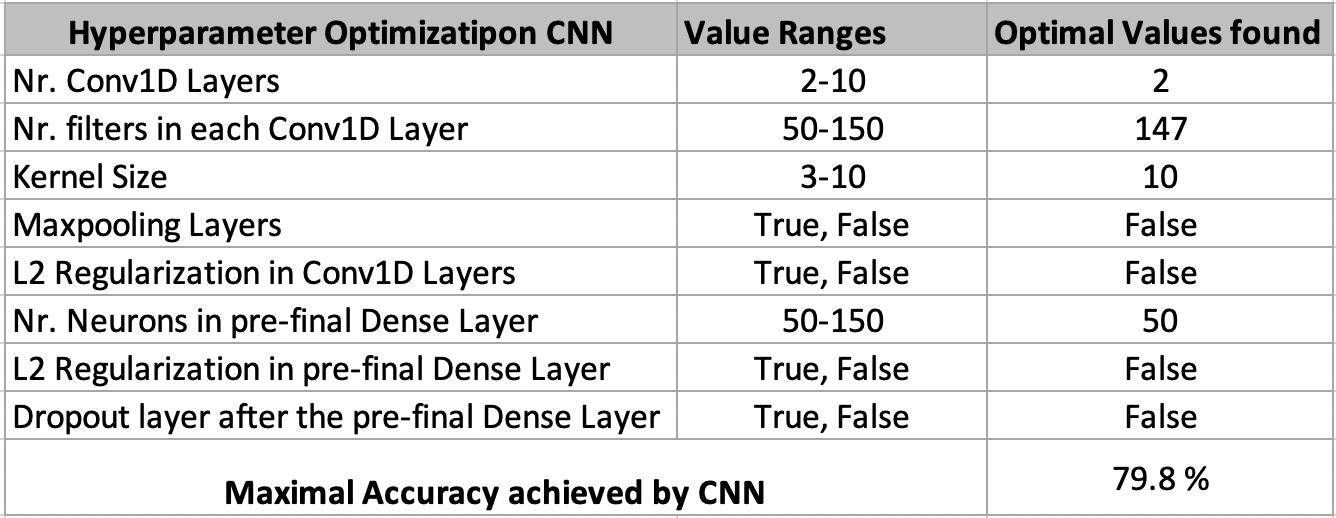 Hyperparameter Optimizatipon CNN Value Ranges Optimal Values found
Nr. Conv1D Layers 2-10 2
Nr. filters in each Conv1D Layer 50-150 147
Kernel Size 3-10 10
Maxpooling Layers True, False False
L2 Regularization in Conv1D Layers True, False False
Nr. Neurons in pre-final Dense Layer 50-150 50
L2 Regularization in pre-final Dense Layer True, False False
Dropout layer after the pre-final Dense Layer True, False False
Maximal Accuracy achieved by CNN 79.8 %